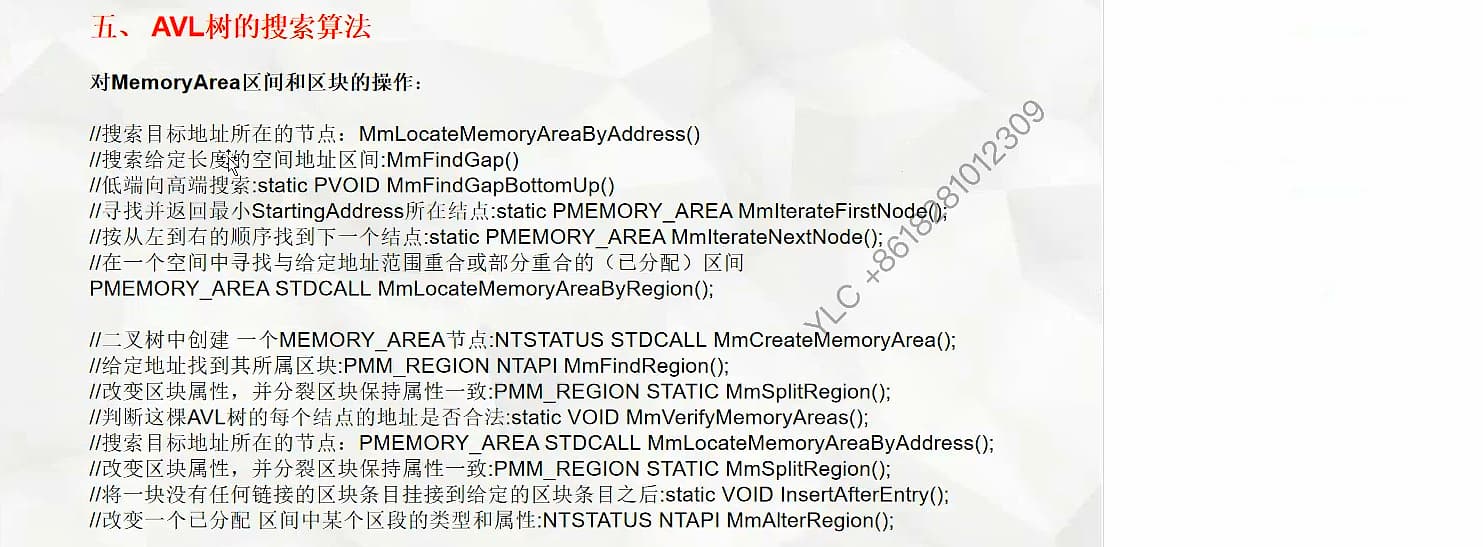 五、 AVL树的搜索算法
对MemoryArea区间和区块的操作：
//搜索目标地址所在的节点：MmLocateMemoryAreaByAddress()
//搜索给定长度的空间地址区间:MmFindGap()
//低端向高端搜索:static PVOID MmFindGapBottomUp()
//寻找并返回最小StartingAddress所在结点:static PMEMORY_AREA MmIterateFirstNode();
//按从左到右的顺序找到下一个结点:static PMEMORY_AREA MmIterateNextNode();
//在一个空间中寻找与给定地址范围重合或部分重合的（已分配）区间
PMEMORY_AREA STDCALL MmLocateMemoryAreaByRegion();
//二叉树中创建 一个MEMORY_AREA节点:NTSTATUS STDCALL MmCreateMemoryArea();
//给定地址找到其所属区块:PMM_REGION NTAPI MmFindRegion();
//改变区块属性，并分裂区块保持属性一致:PMM_REGION STATIC MmSplitRegion();
//判断这棵AVL树的每个结点的地址是否合法:static VOID MmVerifyMemoryAreas();
//搜索目标地址所在的节点：PMEMORY_AREA STDCALL MmLocateMemoryAreaByAddress();
//改变区块属性，并分裂区块保持属性一致:PMM_REGION STATIC MmSplitRegion();
//将一块没有任何链接的区块条目挂接到给定的区块条目之后:static VOID InsertAfterEntry();
//改变一个已分配 区间中某个区段的类型和属性:NTSTATUS NTAPI MmAlterRegion();
YLC +8618281012309